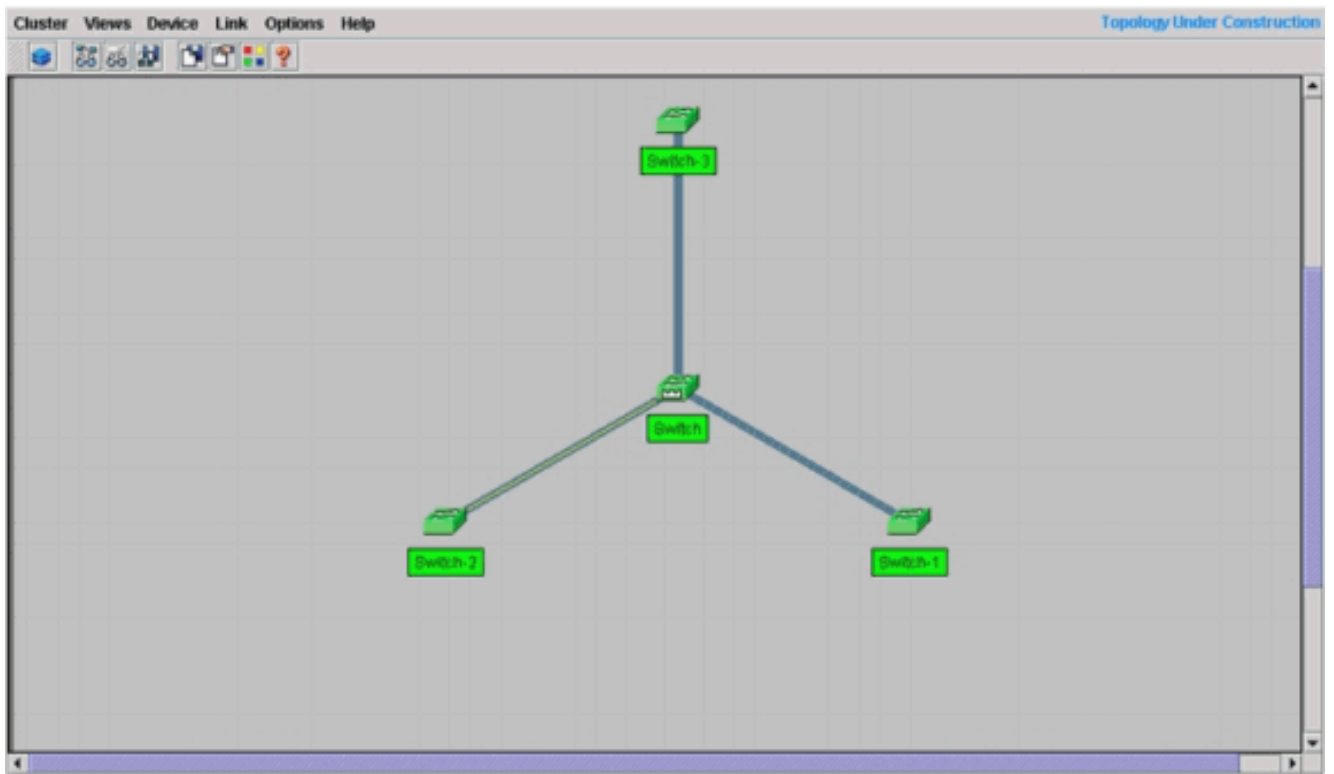 Cluster Views Device Link Options Help
Topology Under Construction
Switch-3
Switch
Switch-2
Switch-1